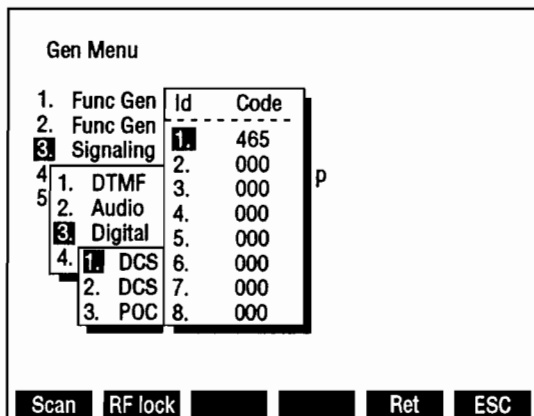 Gen Menu
1. Func Gen
2. Func Gen
3. Signaling
4
5
1. DTMF
2. Audio
3. Digital
4.
1. DCS
2. DCS
3. POC
Id Code
1. 465
2. 000
3. 000
4. 000
5. 000
6. 000
7. 000
8. 000
p
Scan RF lock Ret ESC